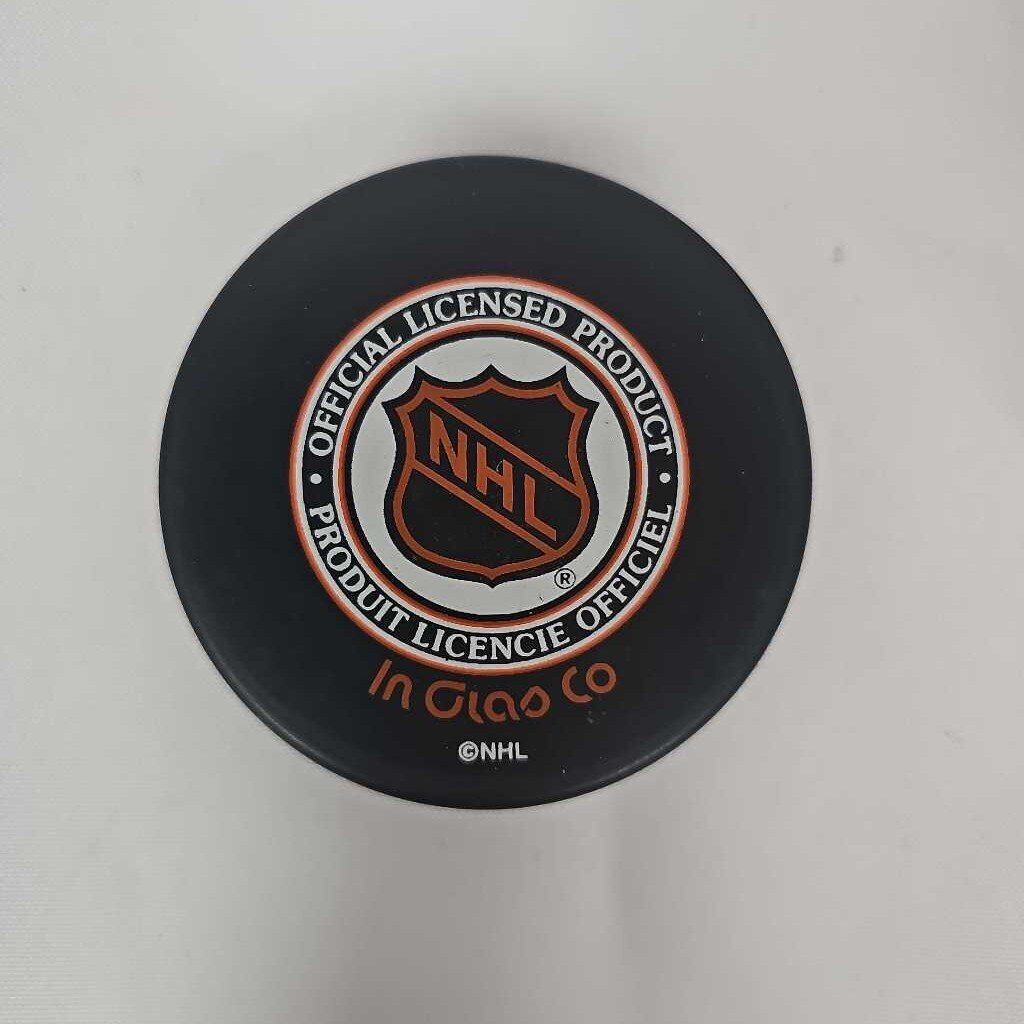 • OFFICIAL LICENSED PRODUCT •
NHL
®
PRODUIT LICENCIE OFFICIEL
In Glas Co
©NHL